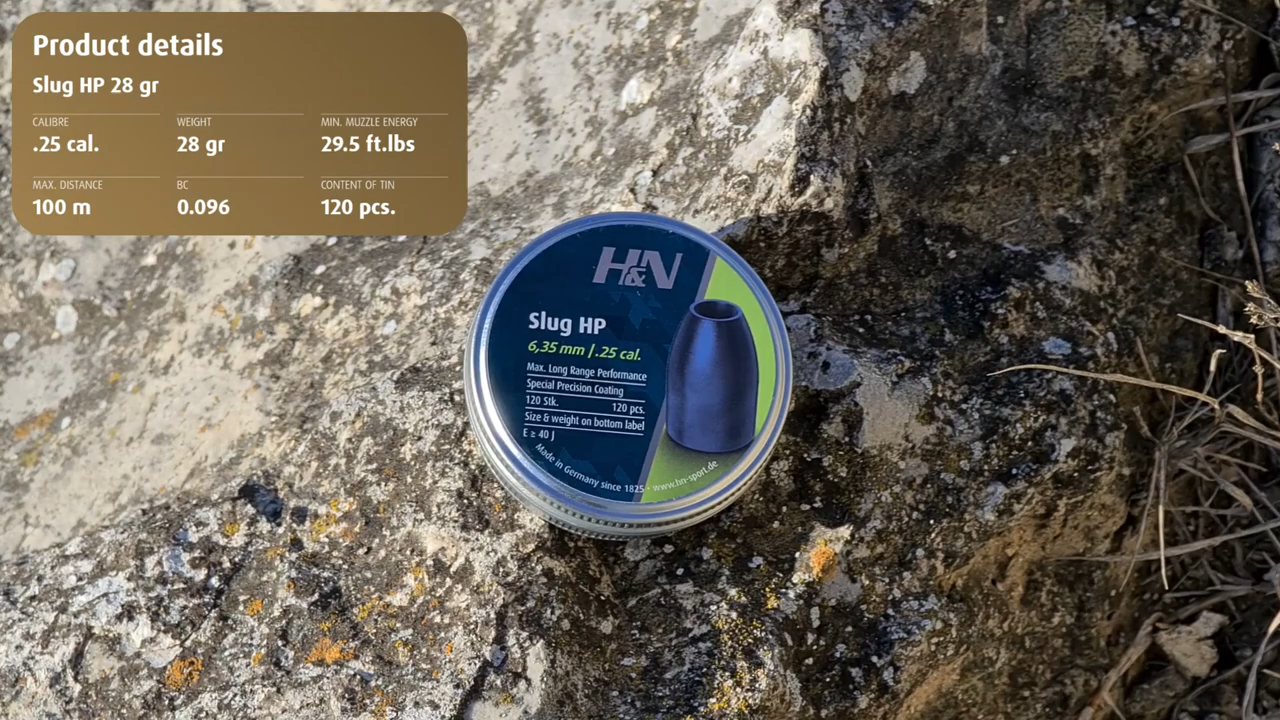 Product details
Slug HP 28 gr
CALIBRE WEIGHT MIN. MUZZLE ENERGY
.25 cal. 28 gr 29.5 ft.lbs
MAX. DISTANCE BC CONTENT OF TIN
100 m 0.096 120 pcs.
H&N
Slug HP
6,35 mm | .25 cal.
Max. Long Range Performance
Special Precision Coating
120 Stk. 120 pcs.
Size & weight on bottom label
E ≥ 40 J
Made in Germany since 1825 • www.hn-sport.de